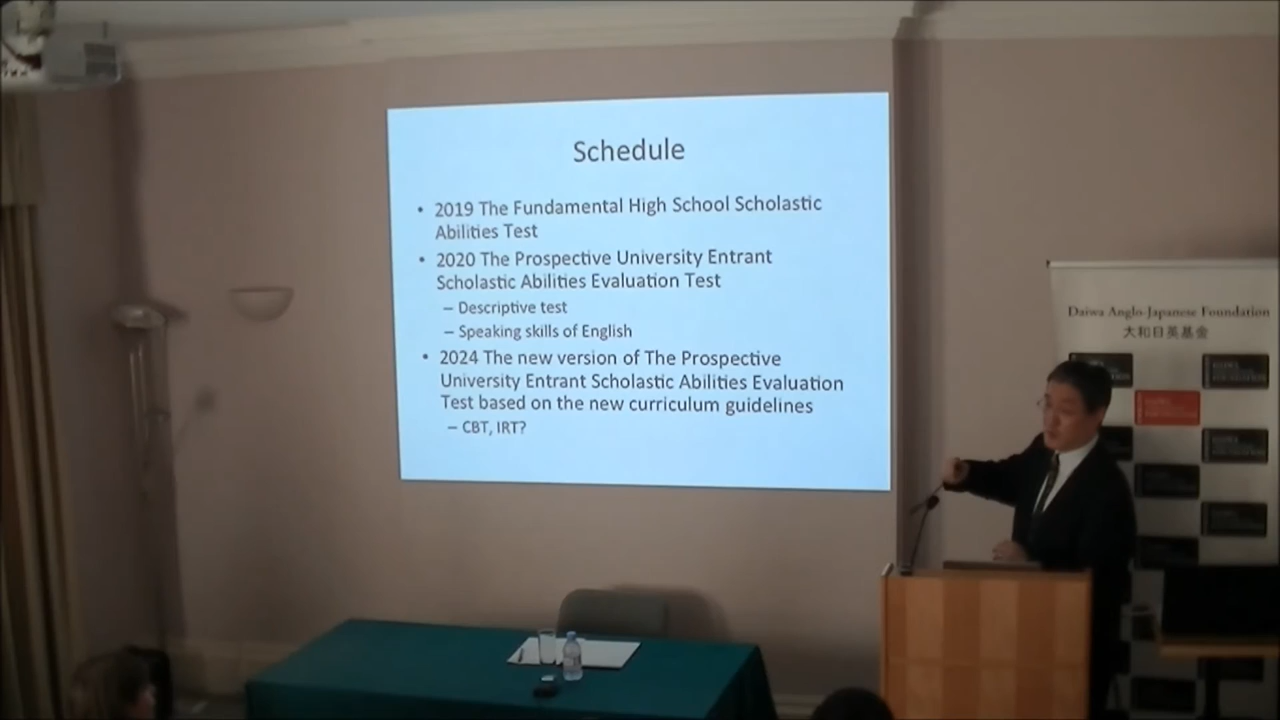 Schedule
• 2019 The Fundamental High School Scholastic
Abilities Test
• 2020 The Prospective University Entrant
Scholastic Abilities Evaluation Test
– Descriptive test
– Speaking skills of English
• 2024 The new version of The Prospective
University Entrant Scholastic Abilities Evaluation
Test based on the new curriculum guidelines
– CBT, IRT?
Daiwa Anglo-Japanese Foundation
大和日英基金